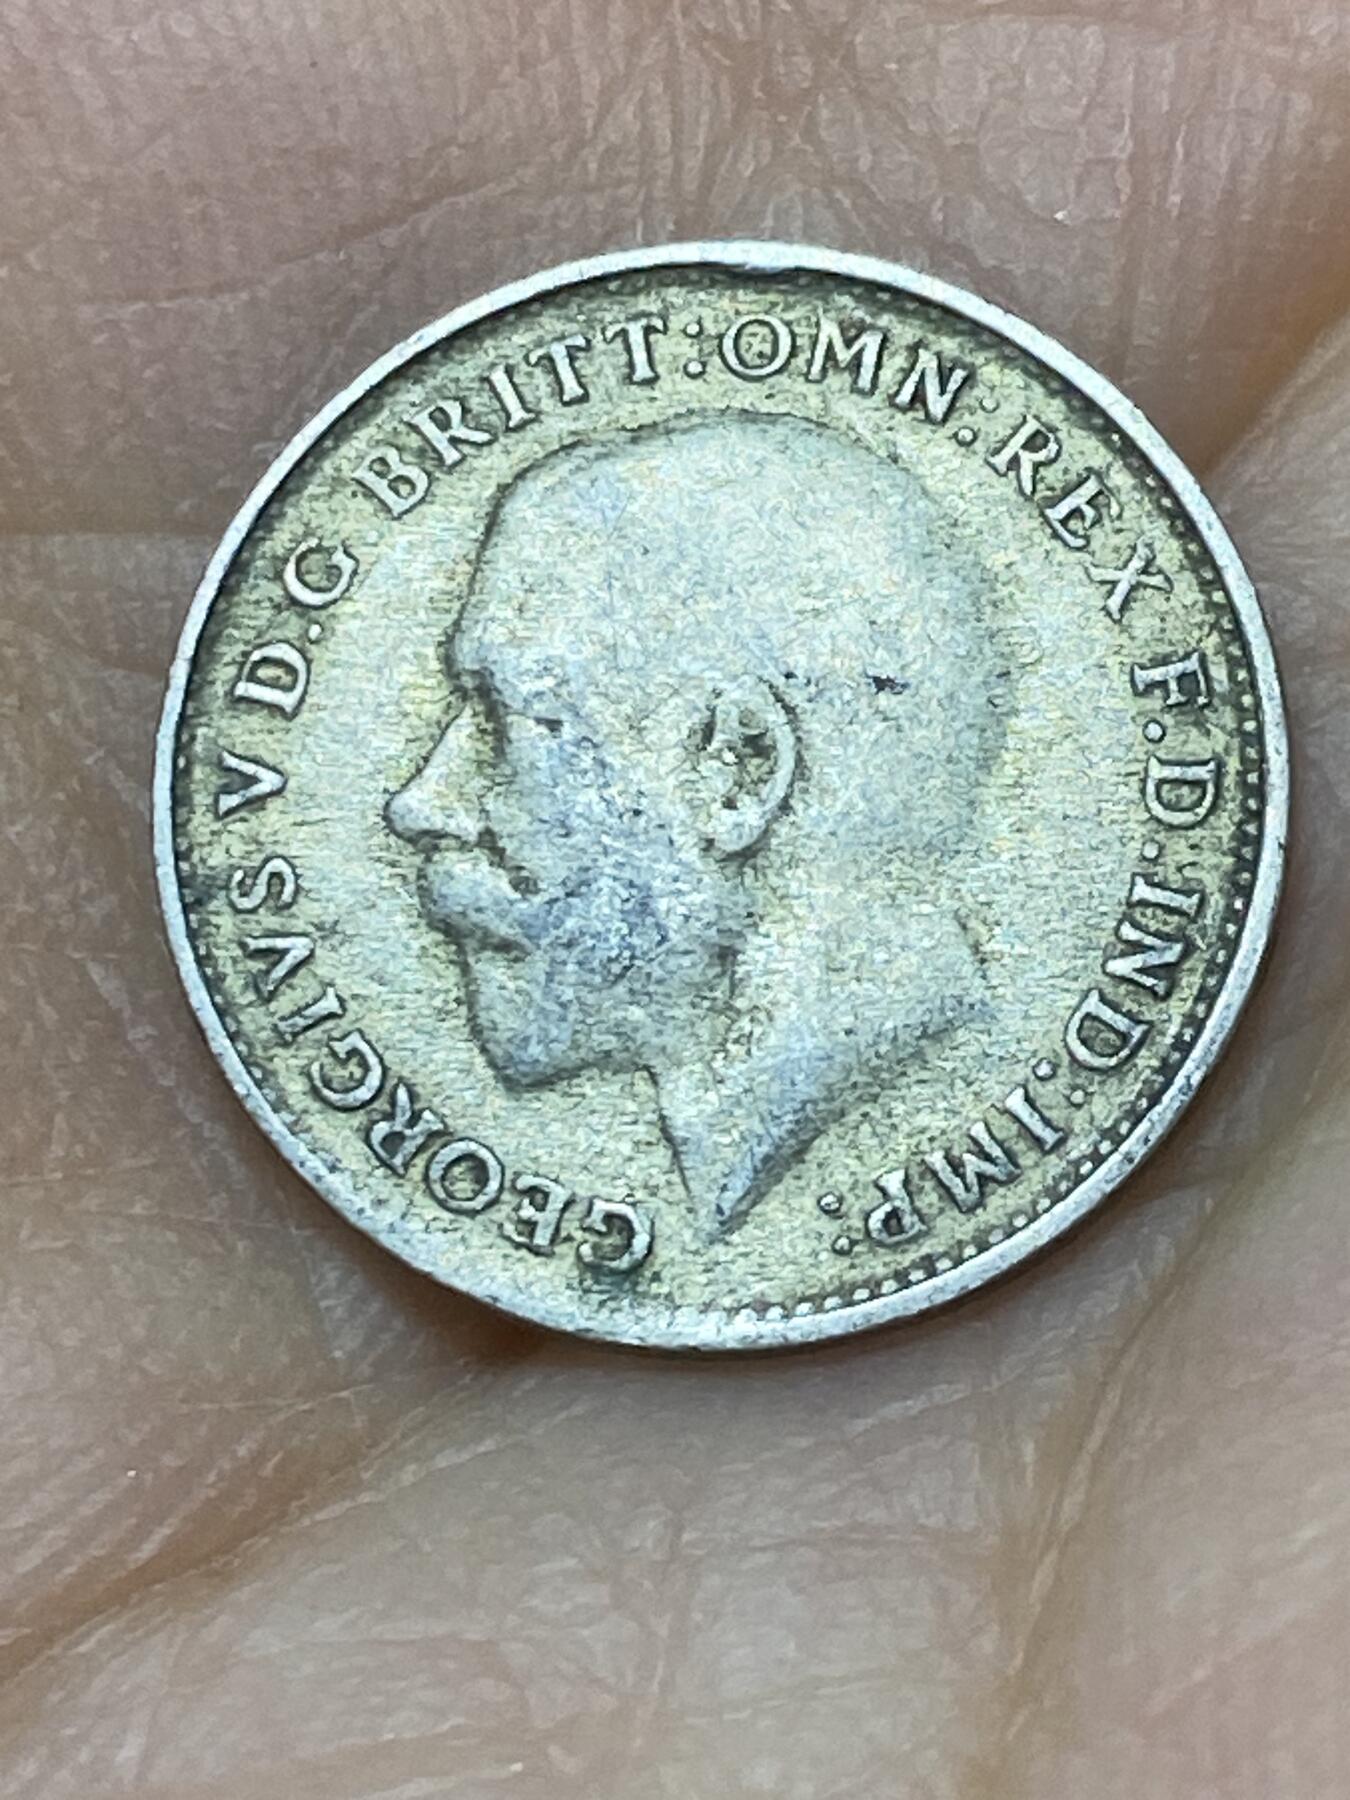 GEORGIVS V D.G. BRITT: OMN: REX F.D. IND: IMP: